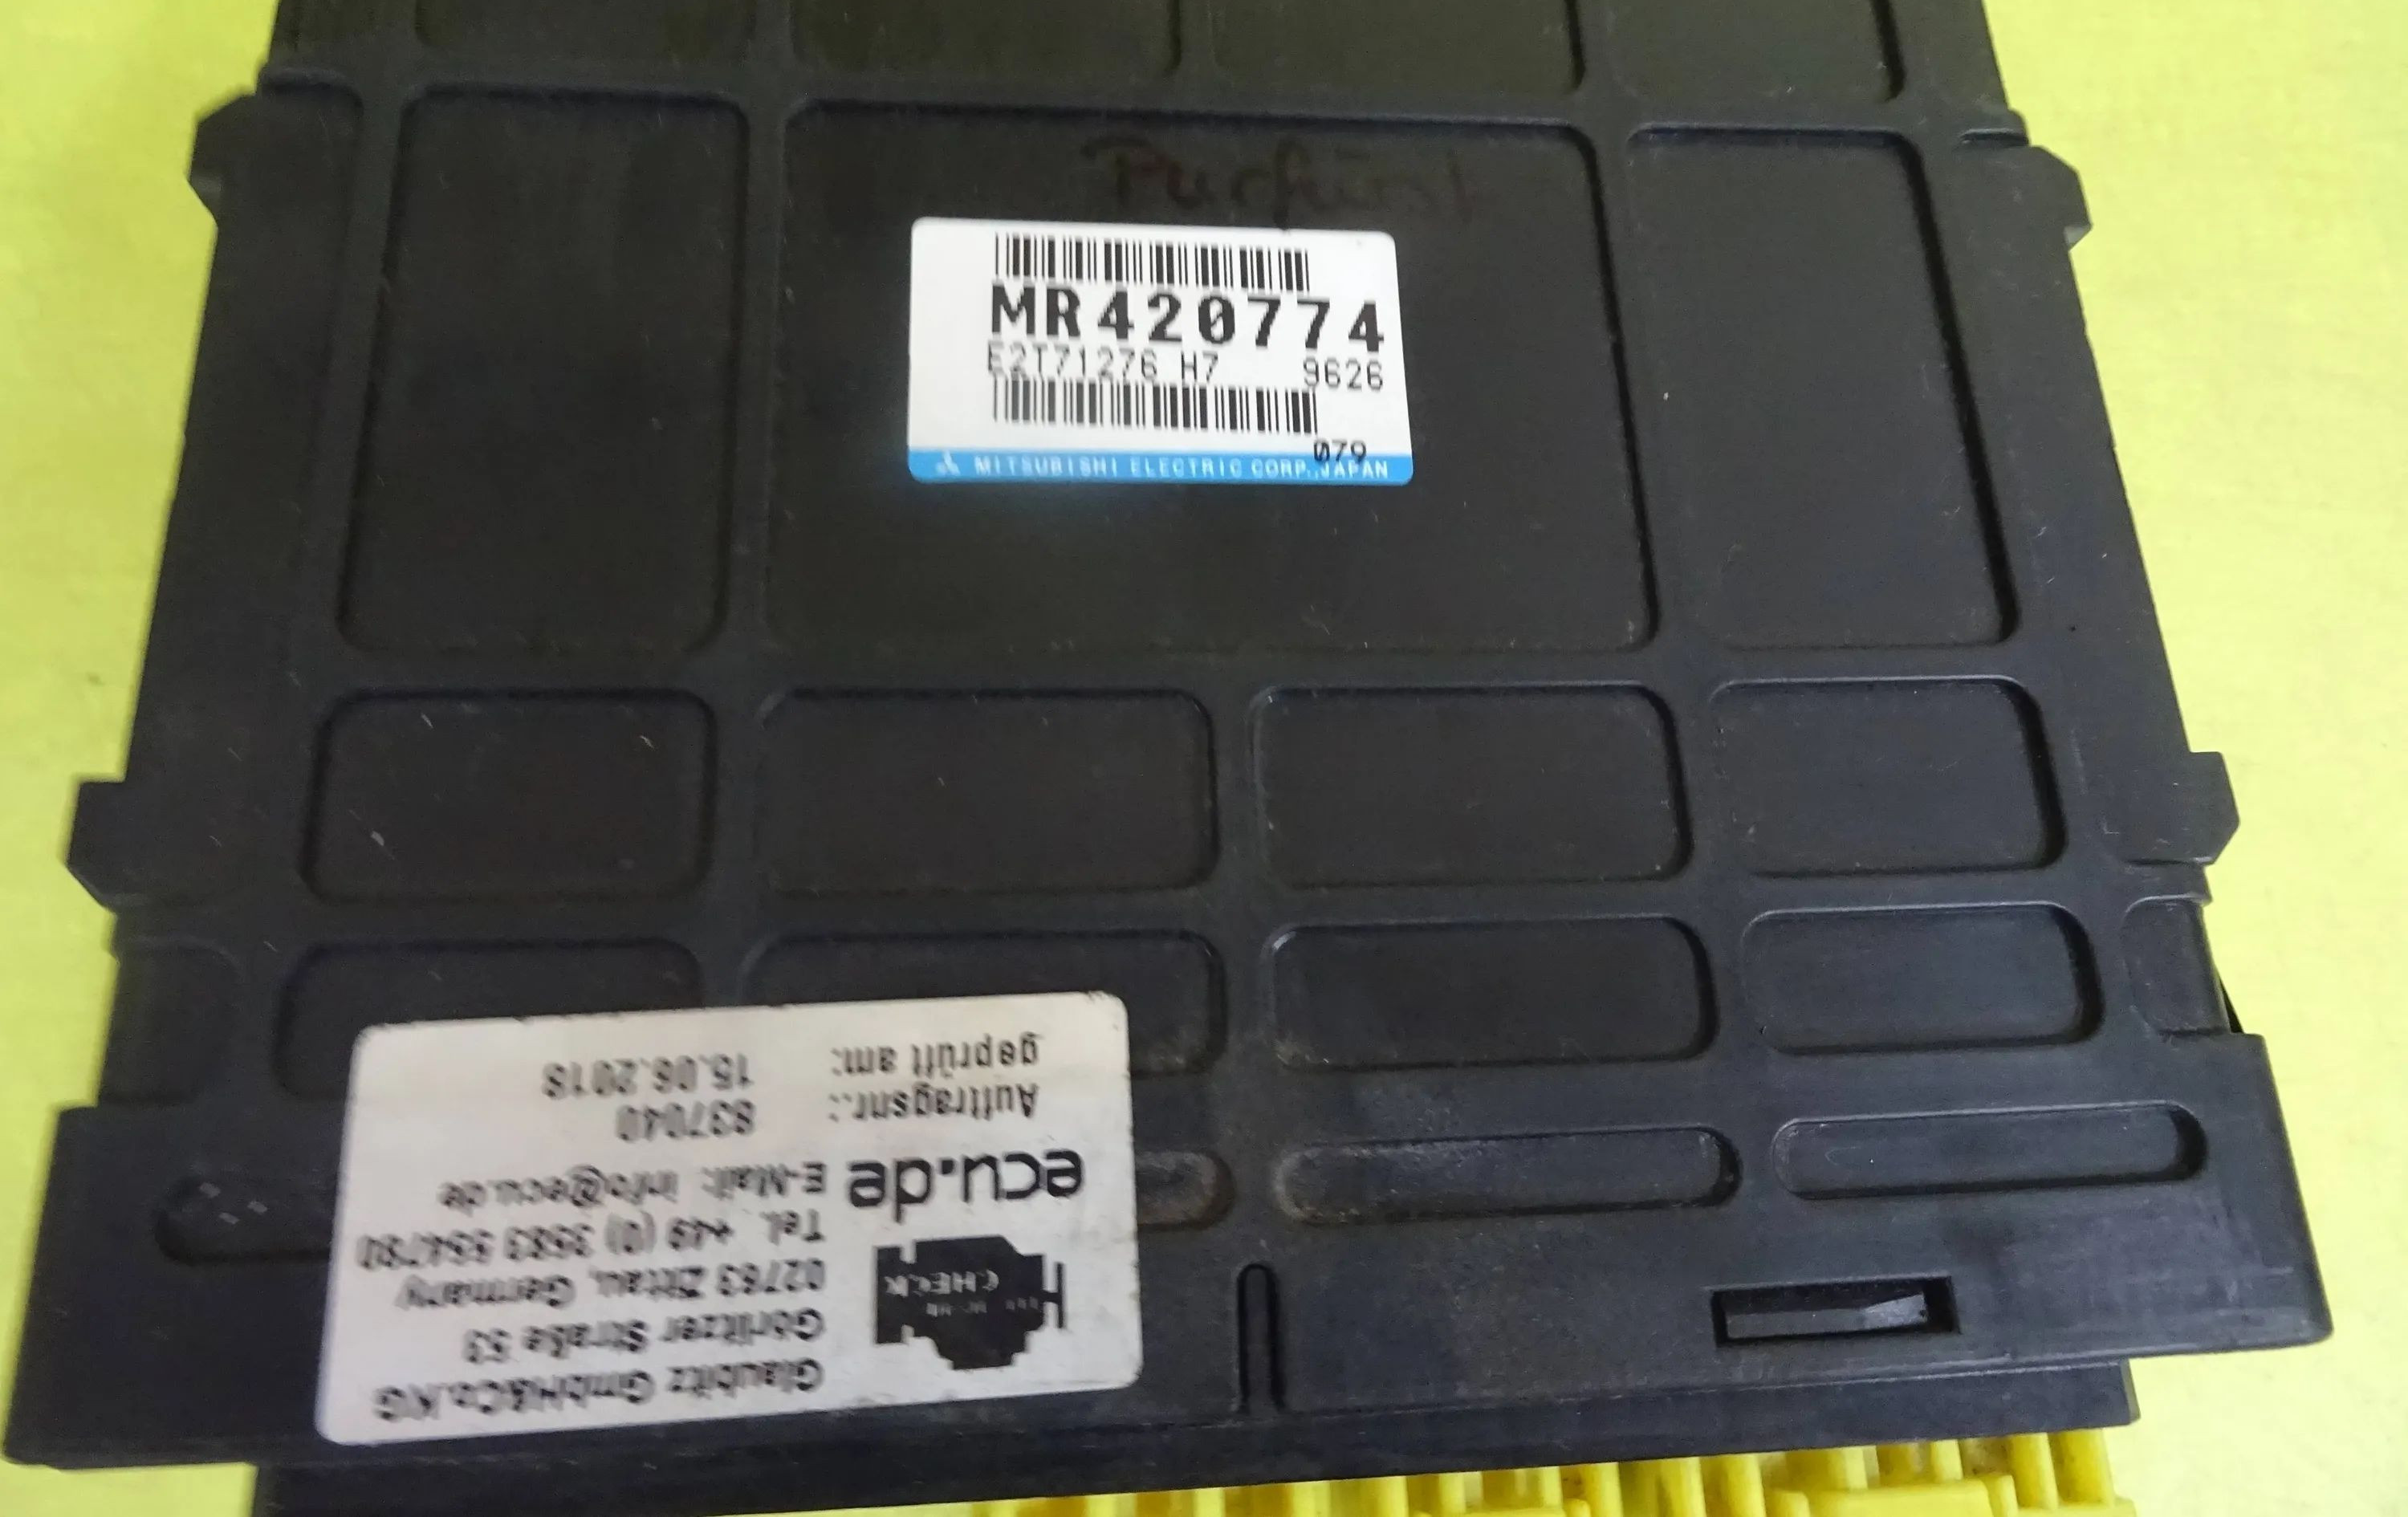 MR420774
E2T71276 H7 9626
079
MITSUBISHI ELECTRIC CORP. JAPAN
Glaubitz GmbH&Co.KG
Görlitzer Straße 53
02763 Zittau, Germany
Tel. +49 (0) 3583 554780
E-Mail: info@ecu.de
CHECK
ecu.de
Auftragsnr.: 837040
geprüft am: 15.06.2018